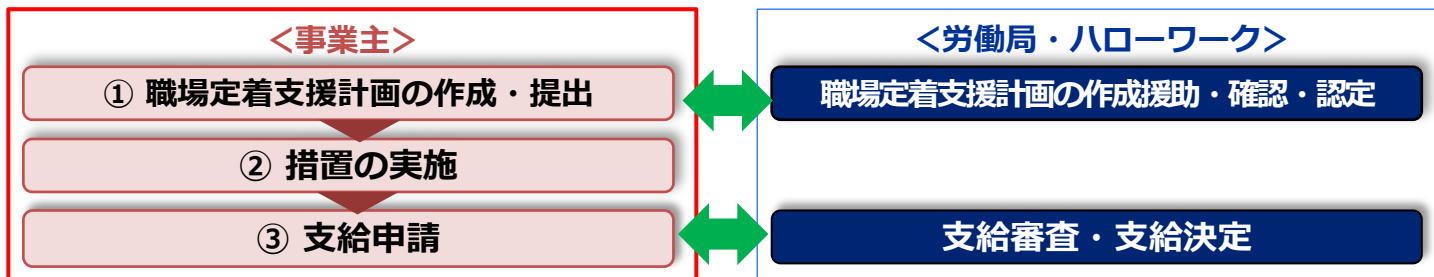 ＜事業主＞
① 職場定着支援計画の作成・提出
② 措置の実施
③ 支給申請
＜労働局・ハローワーク＞
職場定着支援計画の作成援助・確認・認定
支給審査・支給決定